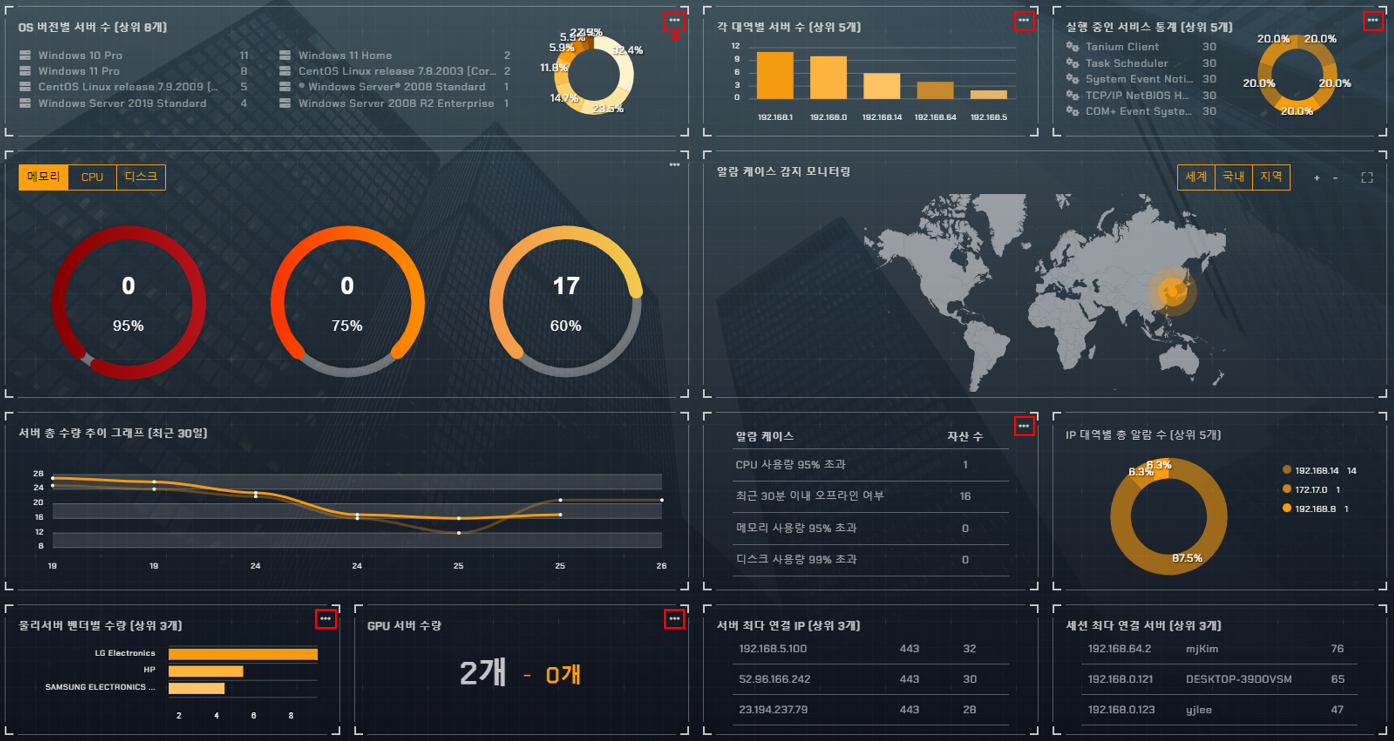 OS 버전별 서버 수 (상위 8개)
Windows 10 Pro 11
Windows 11 Pro 8
CentOS Linux release 7.9.2009 (... 5
Windows Server 2019 Standard 4
Windows 11 Home 2
CentOS Linux release 7.8.2003 (Cor... 2
® Windows Server® 2008 Standard 1
Windows Server 2008 R2 Enterprise 1
32.4%
23.5%
14.7%
11.8%
5.9%
5.9%
2.9%
각 대역별 서버 수 (상위 5개)
12
9
6
3
0
192.168.1 192.168.0 192.168.14 192.168.64 192.168.5
실행 중인 서비스 통계 (상위 5개)
Tanium Client 30
Task Scheduler 30
System Event Noti... 30
TCP/IP NetBIOS H... 30
COM+ Event Syste... 30
20.0% 20.0%
20.0% 20.0%
20.0%
메모리 CPU 디스크
0
95%
0
75%
17
60%
알람 케이스 감지 모니터링
세계 국내 지역 + -
서버 총 수량 추이 그래프 (최근 30일)
28
24
20
16
12
8
19 19 24 24 25 25 26
알람 케이스 자산 수
CPU 사용량 95% 초과 1
최근 30분 이내 오프라인 여부 16
메모리 사용량 95% 초과 0
디스크 사용량 99% 초과 0
IP 대역별 총 알람 수 (상위 5개)
6.3%
6.3%
87.5%
192.168.14 14
172.17.0 1
192.168.8 1
물리서버 벤더별 수량 (상위 3개)
LG Electronics
HP
SAMSUNG ELECTRONICS ...
2 4 6 8
GPU 서버 수량
2개 - 0개
서버 최다 연결 IP (상위 3개)
192.168.5.100 443 32
52.96.166.242 443 30
23.194.237.79 443 28
세션 최다 연결 서버 (상위 3개)
192.168.64.2 mjKim 76
192.168.0.121 DESKTOP-39DOVSM 65
192.168.0.123 yjlee 47